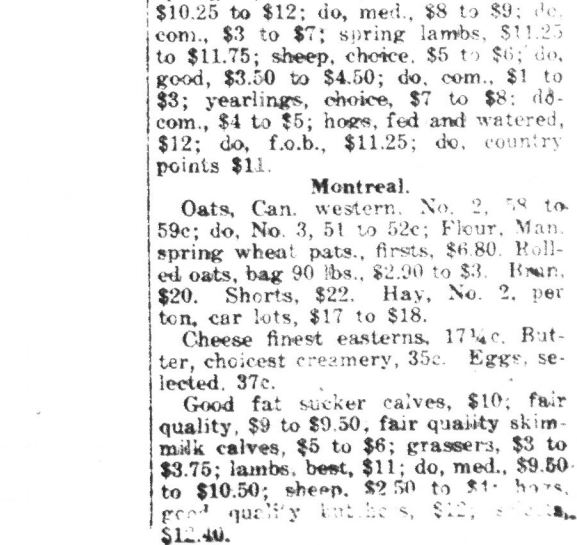 $10.25 to $12; do, med., $8 to $9; do,
com., $3 to $7; spring lambs, $11.25
to $11.75; sheep, choice, $5 to $6; do,
good, $3.50 to $4.50; do, com., $1 to
$3; yearlings, choice, $7 to $8; do-
com., $4 to $5; hogs, fed and watered,
$12; do, f.o.b., $11.25; do, country
points $11.
Montreal.
Oats, Can. western, No. 2, 58 to
59c; do, No. 3, 51 to 52c; Flour, Man.
spring wheat pats., firsts, $6.80. Roll-
ed oats, bag 90 lbs., $2.90 to $3. Bran,
$20. Shorts, $22. Hay, No. 2, per
ton, car lots, $17 to $18.
Cheese finest easterns, 17¼c. But-
ter, choicest creamery, 35c. Eggs, se-
lected, 37c.
Good fat sucker calves, $10; fair
quality, $9 to $9.50, fair quality skim-
milk calves, $5 to $6; grassers, $3 to
$3.75; lambs, best, $11; do, med., $9.50
to $10.50; sheep, $2.50 to $4; hogs,
good quality butchers, $12;
$12.40.